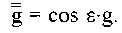 g̿ = cos ε·g.